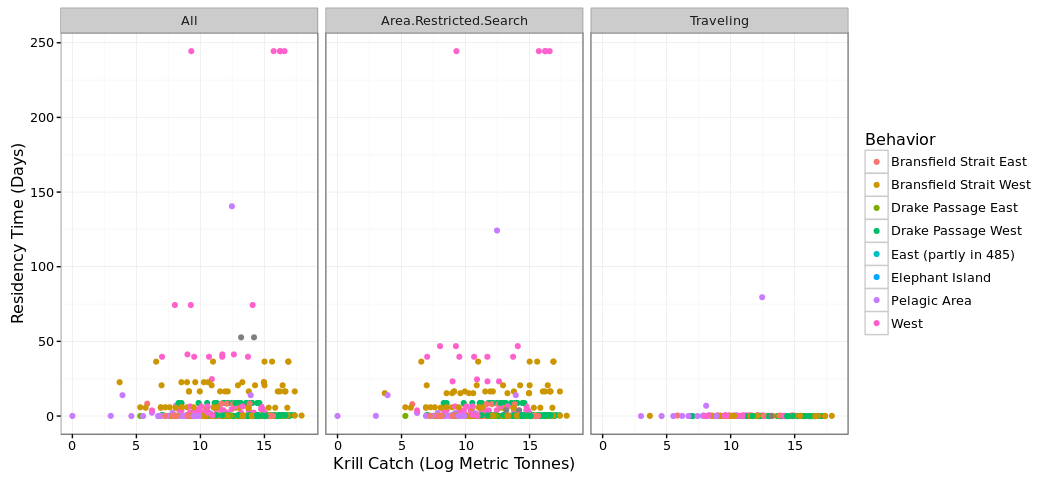 All Area.Restricted.Search Traveling
250
200
150
100
50
0
Residency Time (Days)
0 5 10 15 0 5 10 15 0 5 10 15
Krill Catch (Log Metric Tonnes)
Behavior
Bransfield Strait East
Bransfield Strait West
Drake Passage East
Drake Passage West
East (partly in 485)
Elephant Island
Pelagic Area
West